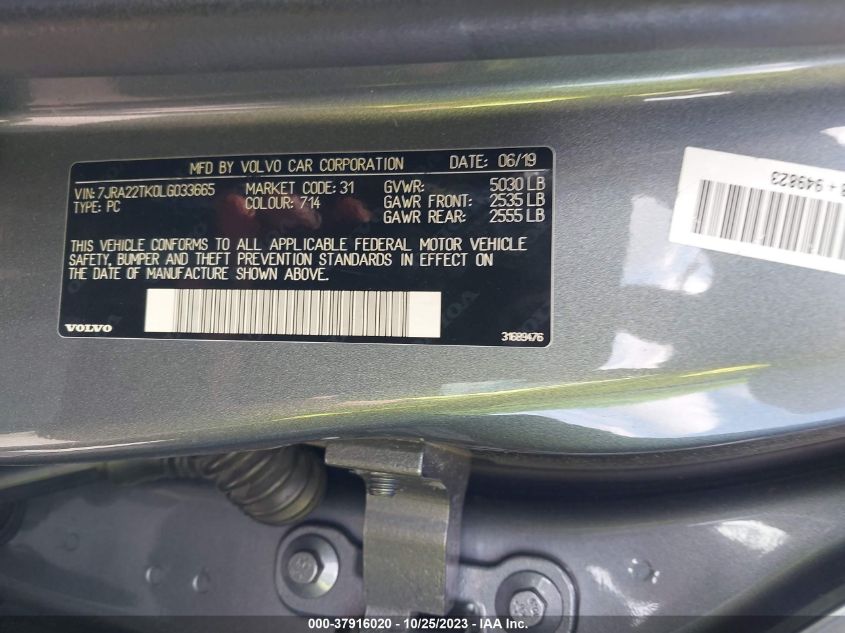 MFD BY VOLVO CAR CORPORATION DATE: 06/19
VIN: 7JRA22TK0LG033665 MARKET CODE: 31 GVWR: 5030 LB
TYPE: PC COLOUR: 714 GAWR FRONT: 2535 LB
GAWR REAR: 2555 LB
THIS VEHICLE CONFORMS TO ALL APPLICABLE FEDERAL MOTOR VEHICLE
SAFETY, BUMPER AND THEFT PREVENTION STANDARDS IN EFFECT ON
THE DATE OF MANUFACTURE SHOWN ABOVE.
VOLVO 31689476
+ 949823
000-37916020 - 10/25/2023 - IAA Inc.